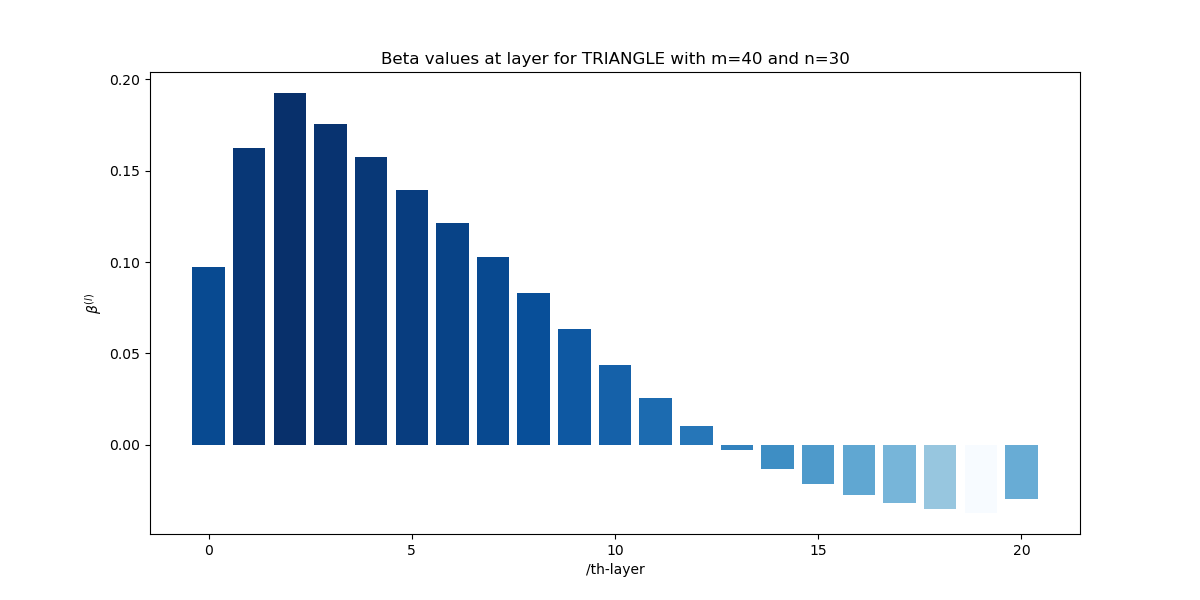 Beta values at layer for TRIANGLE with m=40 and n=30
0.20
0.15
0.10
0.05
0.00
β⁽ˡ⁾
0 5 10 15 20
/th-layer